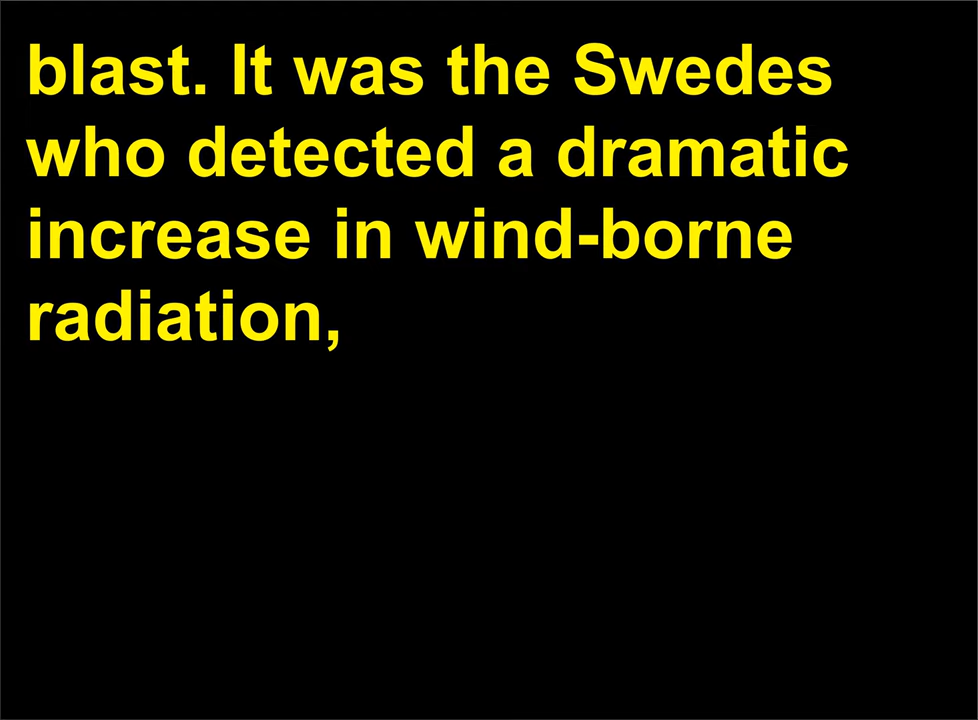 blast. It was the Swedes
who detected a dramatic
increase in wind-borne
radiation,